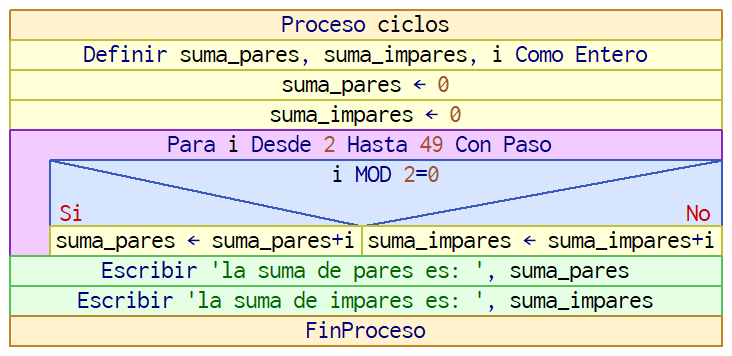 Proceso ciclos
Definir suma_pares, suma_impares, i Como Entero
suma_pares ← 0
suma_impares ← 0
Para i Desde 2 Hasta 49 Con Paso
i MOD 2=0
Si No
suma_pares ← suma_pares+i suma_impares ← suma_impares+i
Escribir 'la suma de pares es: ', suma_pares
Escribir 'la suma de impares es: ', suma_impares
FinProceso